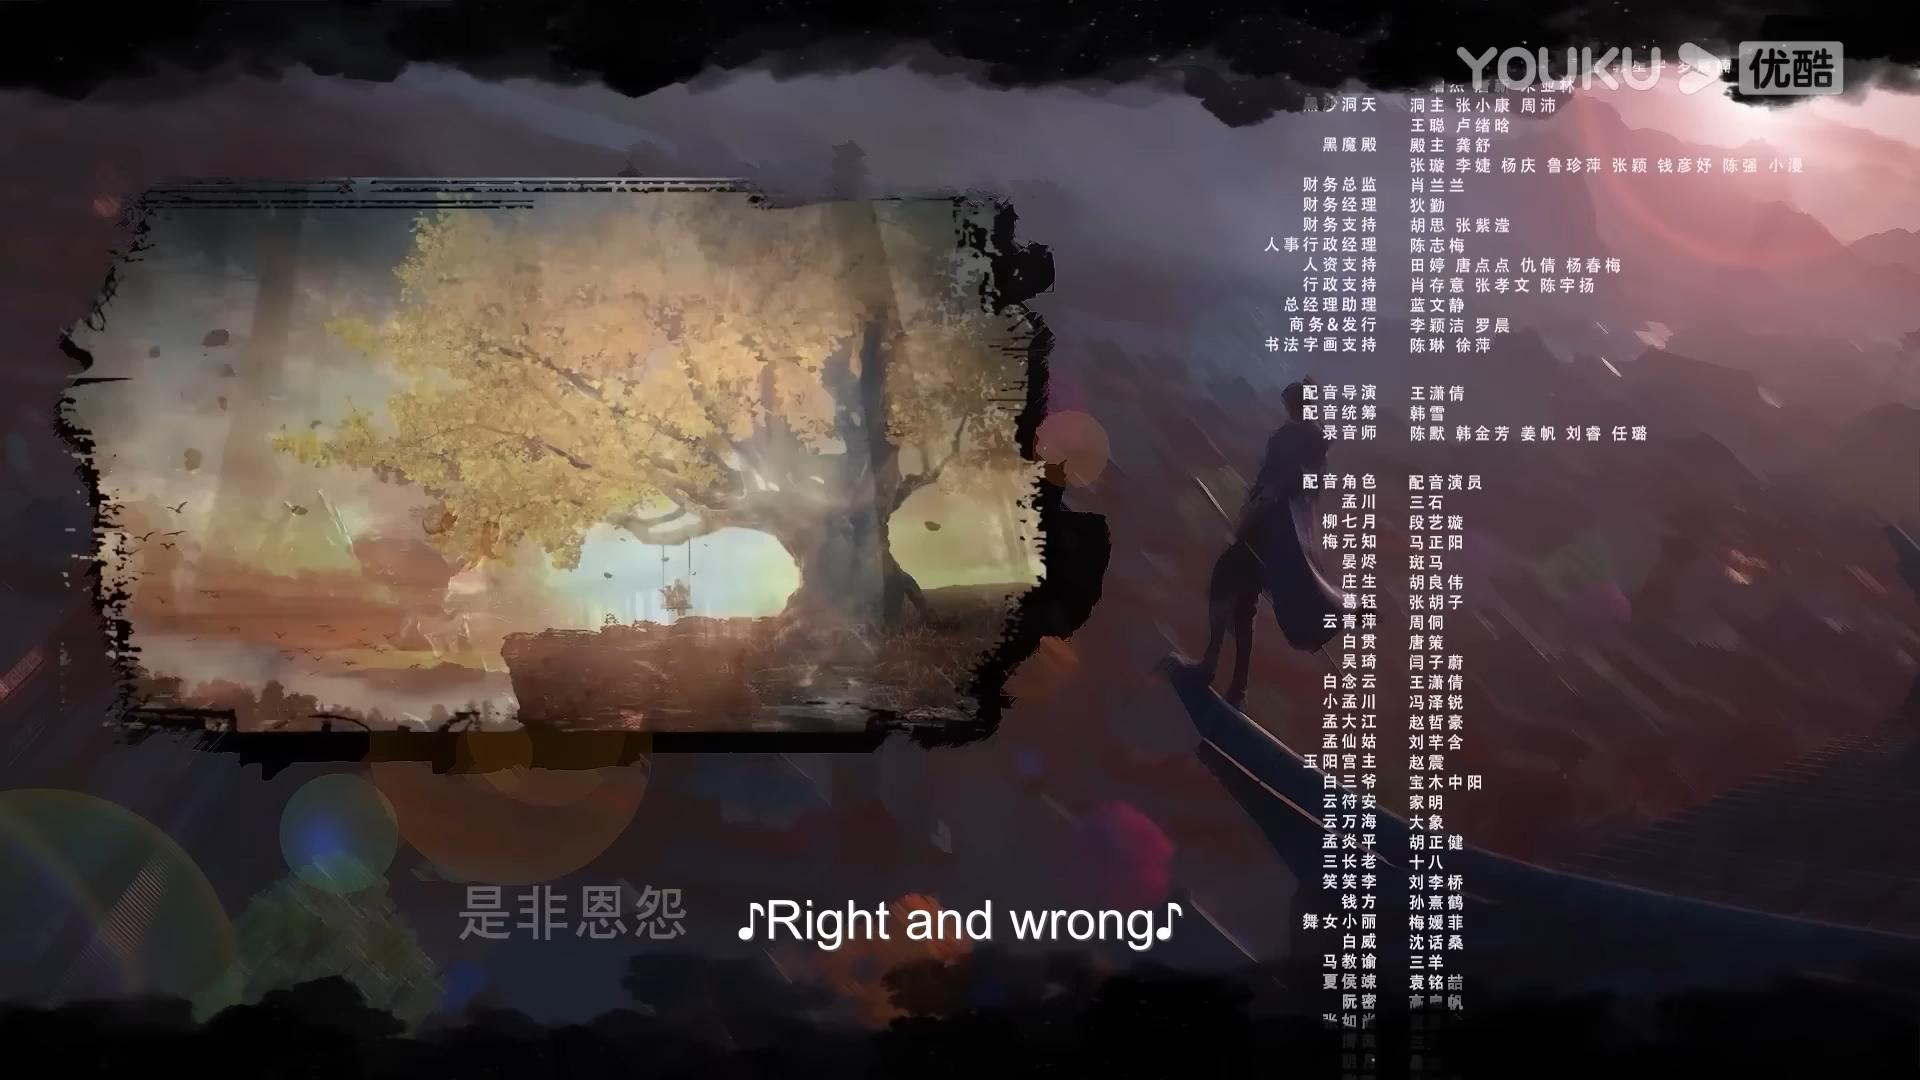 YOUKU 优酷
黑沙洞天 洞主 张小康 周沛
王聪 卢绪晗
黑魔殿 殿主 龚舒
张璇 李婕 杨庆 鲁珍萍 张颖 钱彦妤 陈强 小漫
财务总监 肖兰兰
财务经理 狄勤
财务支持 胡思 张紫滢
人事行政经理 陈志梅
人资支持 田婷 唐点点 仇倩 杨春梅
行政支持 肖存意 张孝文 陈宇扬
总经理助理 蓝文静
商务&发行 李颖洁 罗晨
书法字画支持 陈琳 徐萍
配音导演 王潇倩
配音统筹 韩雪
录音师 陈默 韩金芳 姜帆 刘睿 任璐
配音角色 配音演员
孟川 三石
柳七月 段艺璇
梅元知 马正阳
晏烬 斑马
庄生 胡良伟
葛钰 张胡子
云青萍 周侗
白贯 唐策
吴琦 闫子蔚
白念云 王潇倩
小孟川 冯泽锐
孟大江 赵哲豪
孟仙姑 刘芊含
玉阳宫主 赵震
白三爷 宝木中阳
云符安 家明
云万海 大象
孟炎平 胡正健
三长老 十八
笑笑李 刘李桥
钱方 孙熹鹤
舞女小丽 梅媛菲
白威 沈话桑
马教谕 三羊
夏侯竦 袁铭喆
阮密
是非恩怨 ♪Right and wrong♪